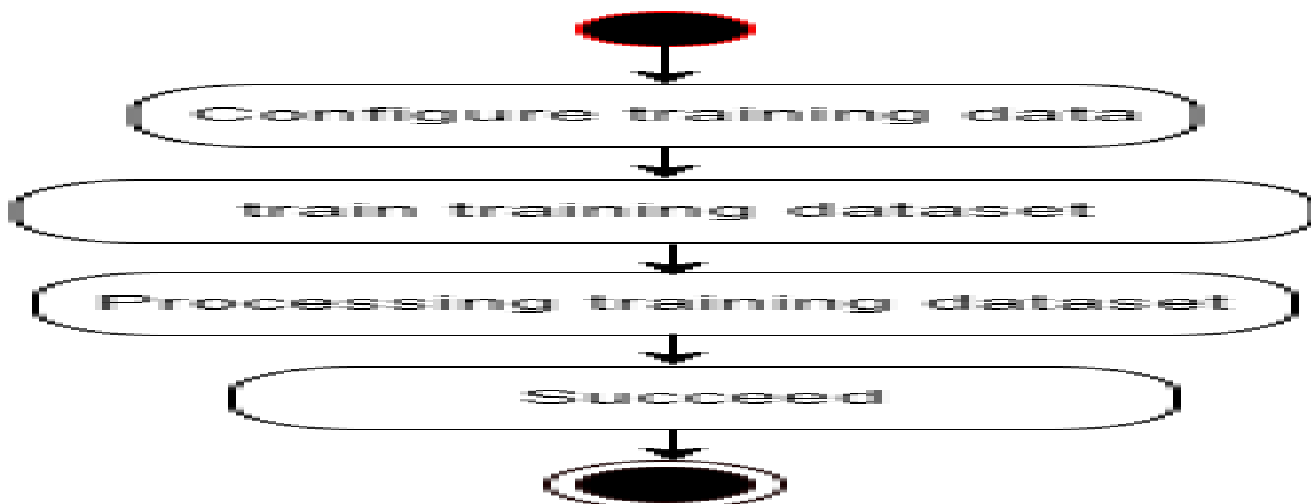 Configure training data
train training dataset
Processing training dataset
Succeed